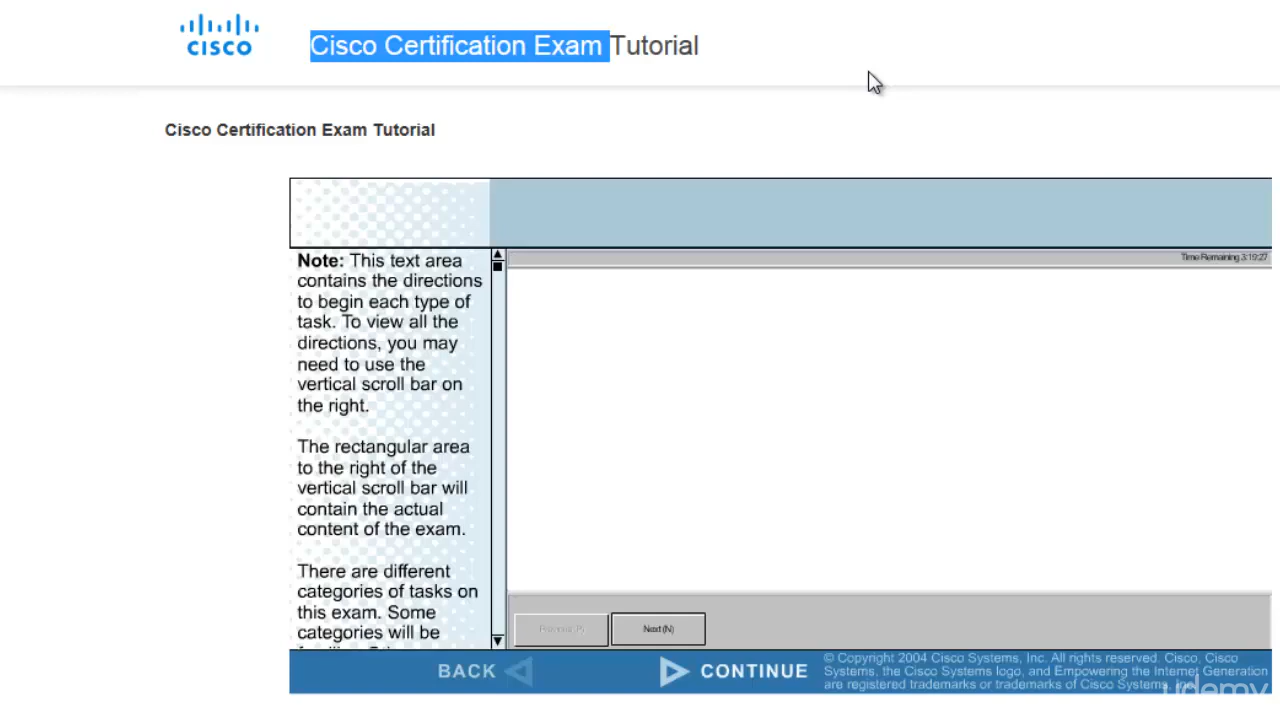 CISCO
Cisco Certification Exam Tutorial
Cisco Certification Exam Tutorial
Time Remaining 3:19:27
Note: This text area
contains the directions
to begin each type of
task. To view all the
directions, you may
need to use the
vertical scroll bar on
the right.
The rectangular area
to the right of the
vertical scroll bar will
contain the actual
content of the exam.
There are different
categories of tasks on
this exam. Some
categories will be
Previous (P)
Next (N)
BACK
CONTINUE
© Copyright 2004 Cisco Systems, Inc. All rights reserved. Cisco, Cisco
Systems, the Cisco Systems logo, and Empowering the Internet Generation
are registered trademarks or trademarks of Cisco Systems, Inc.
udemy